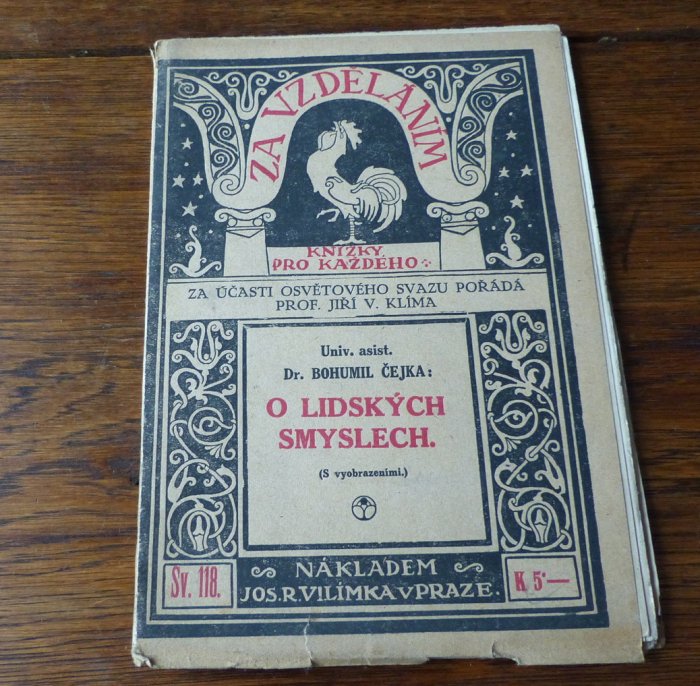 ZA VZDĚLÁNÍM
KNÍŽKY
PRO KAŽDÉHO
ZA ÚČASTI OSVĚTOVÉHO SVAZU POŘÁDÁ
PROF. JIŘÍ V. KLÍMA
Univ. asist.
Dr. BOHUMIL ČEJKA:
O LIDSKÝCH
SMYSLECH.
(S vyobrazeními.)
NÁKLADEM
Sv. 118.
JOS. R. VILÍMKA V PRAZE.
K 5·—